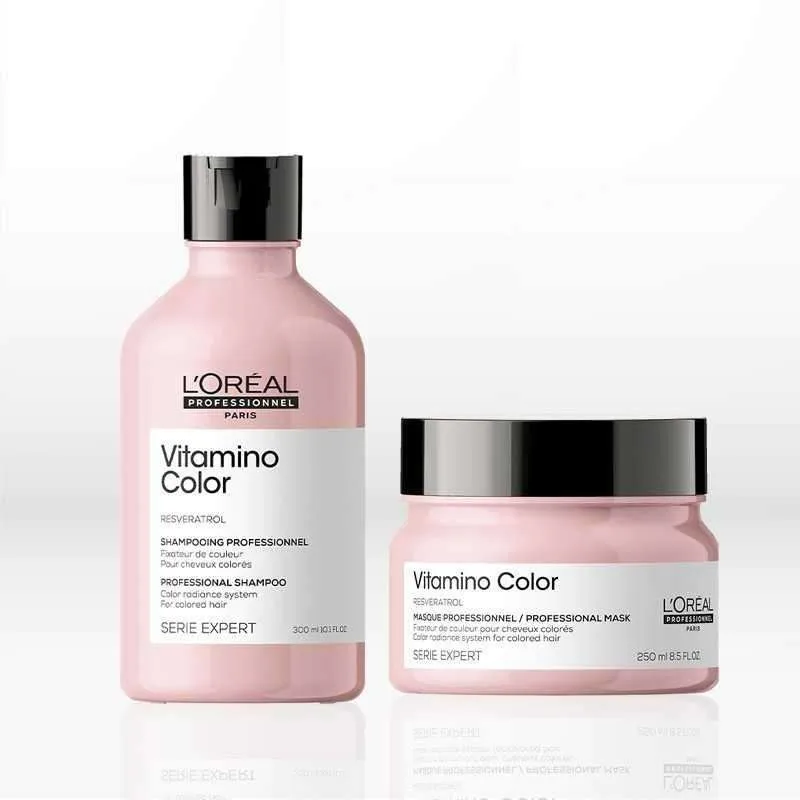 L'ORÉAL
PROFESSIONNEL
PARIS
Vitamino
Color
RESVERATROL
SHAMPOOING PROFESSIONNEL
Fixateur de couleur
Pour cheveux colorés
PROFESSIONAL SHAMPOO
Color radiance system
For colored hair
SERIE EXPERT
300 ml 10.1 FL.OZ
Vitamino Color
RESVERATROL
MASQUE PROFESSIONNEL / PROFESSIONAL MASK
Fixateur de couleur pour cheveux colorés
Color radiance system for colored hair
SERIE EXPERT
L'ORÉAL
PROFESSIONNEL
PARIS
250 ml 8.5 FL.OZ.